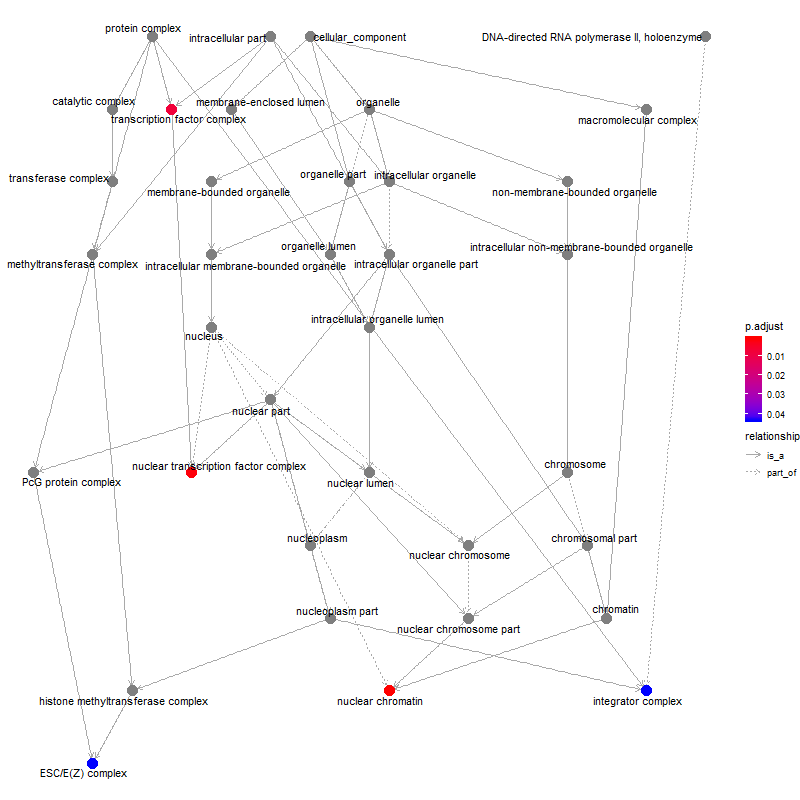 protein complex
intracellular part
cellular_component
DNA-directed RNA polymerase II, holoenzyme
catalytic complex
membrane-enclosed lumen
organelle
transcription factor complex
macromolecular complex
transferase complex
organelle part
intracellular organelle
membrane-bounded organelle
non-membrane-bounded organelle
organelle lumen
intracellular non-membrane-bounded organelle
methyltransferase complex
intracellular membrane-bounded organelle
intracellular organelle part
intracellular organelle lumen
nucleus
p.adjust
0.01
0.02
0.03
0.04
relationship
is_a
part_of
nuclear part
nuclear transcription factor complex
chromosome
PcG protein complex
nuclear lumen
nucleoplasm
chromosomal part
nuclear chromosome
nucleoplasm part
chromatin
nuclear chromosome part
histone methyltransferase complex
nuclear chromatin
integrator complex
ESC/E(Z) complex